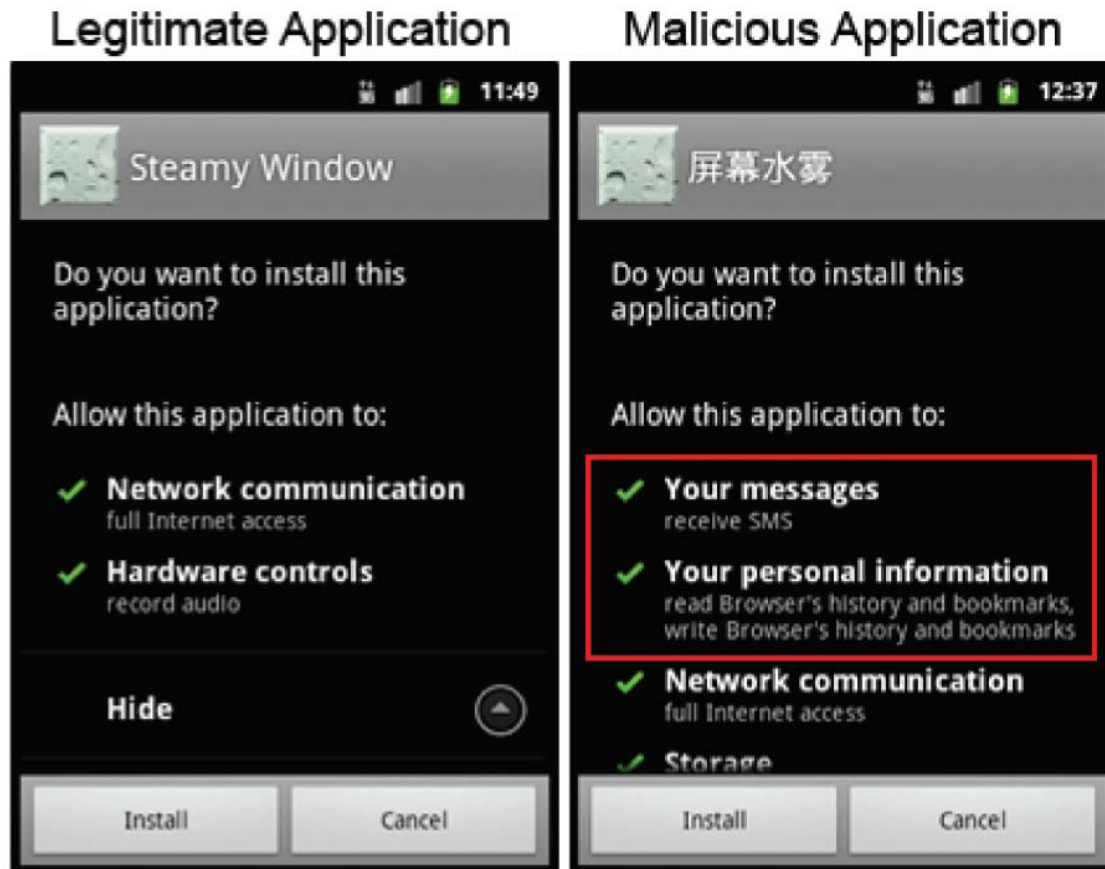 Legitimate Application
11:49
Steamy Window
Do you want to install this
application?
Allow this application to:
Network communication
full Internet access
Hardware controls
record audio
Hide
Install
Cancel
Malicious Application
12:37
屏幕水雾
Do you want to install this
application?
Allow this application to:
Your messages
receive SMS
Your personal information
read Browser's history and bookmarks,
write Browser's history and bookmarks
Network communication
full Internet access
Storage
Install
Cancel